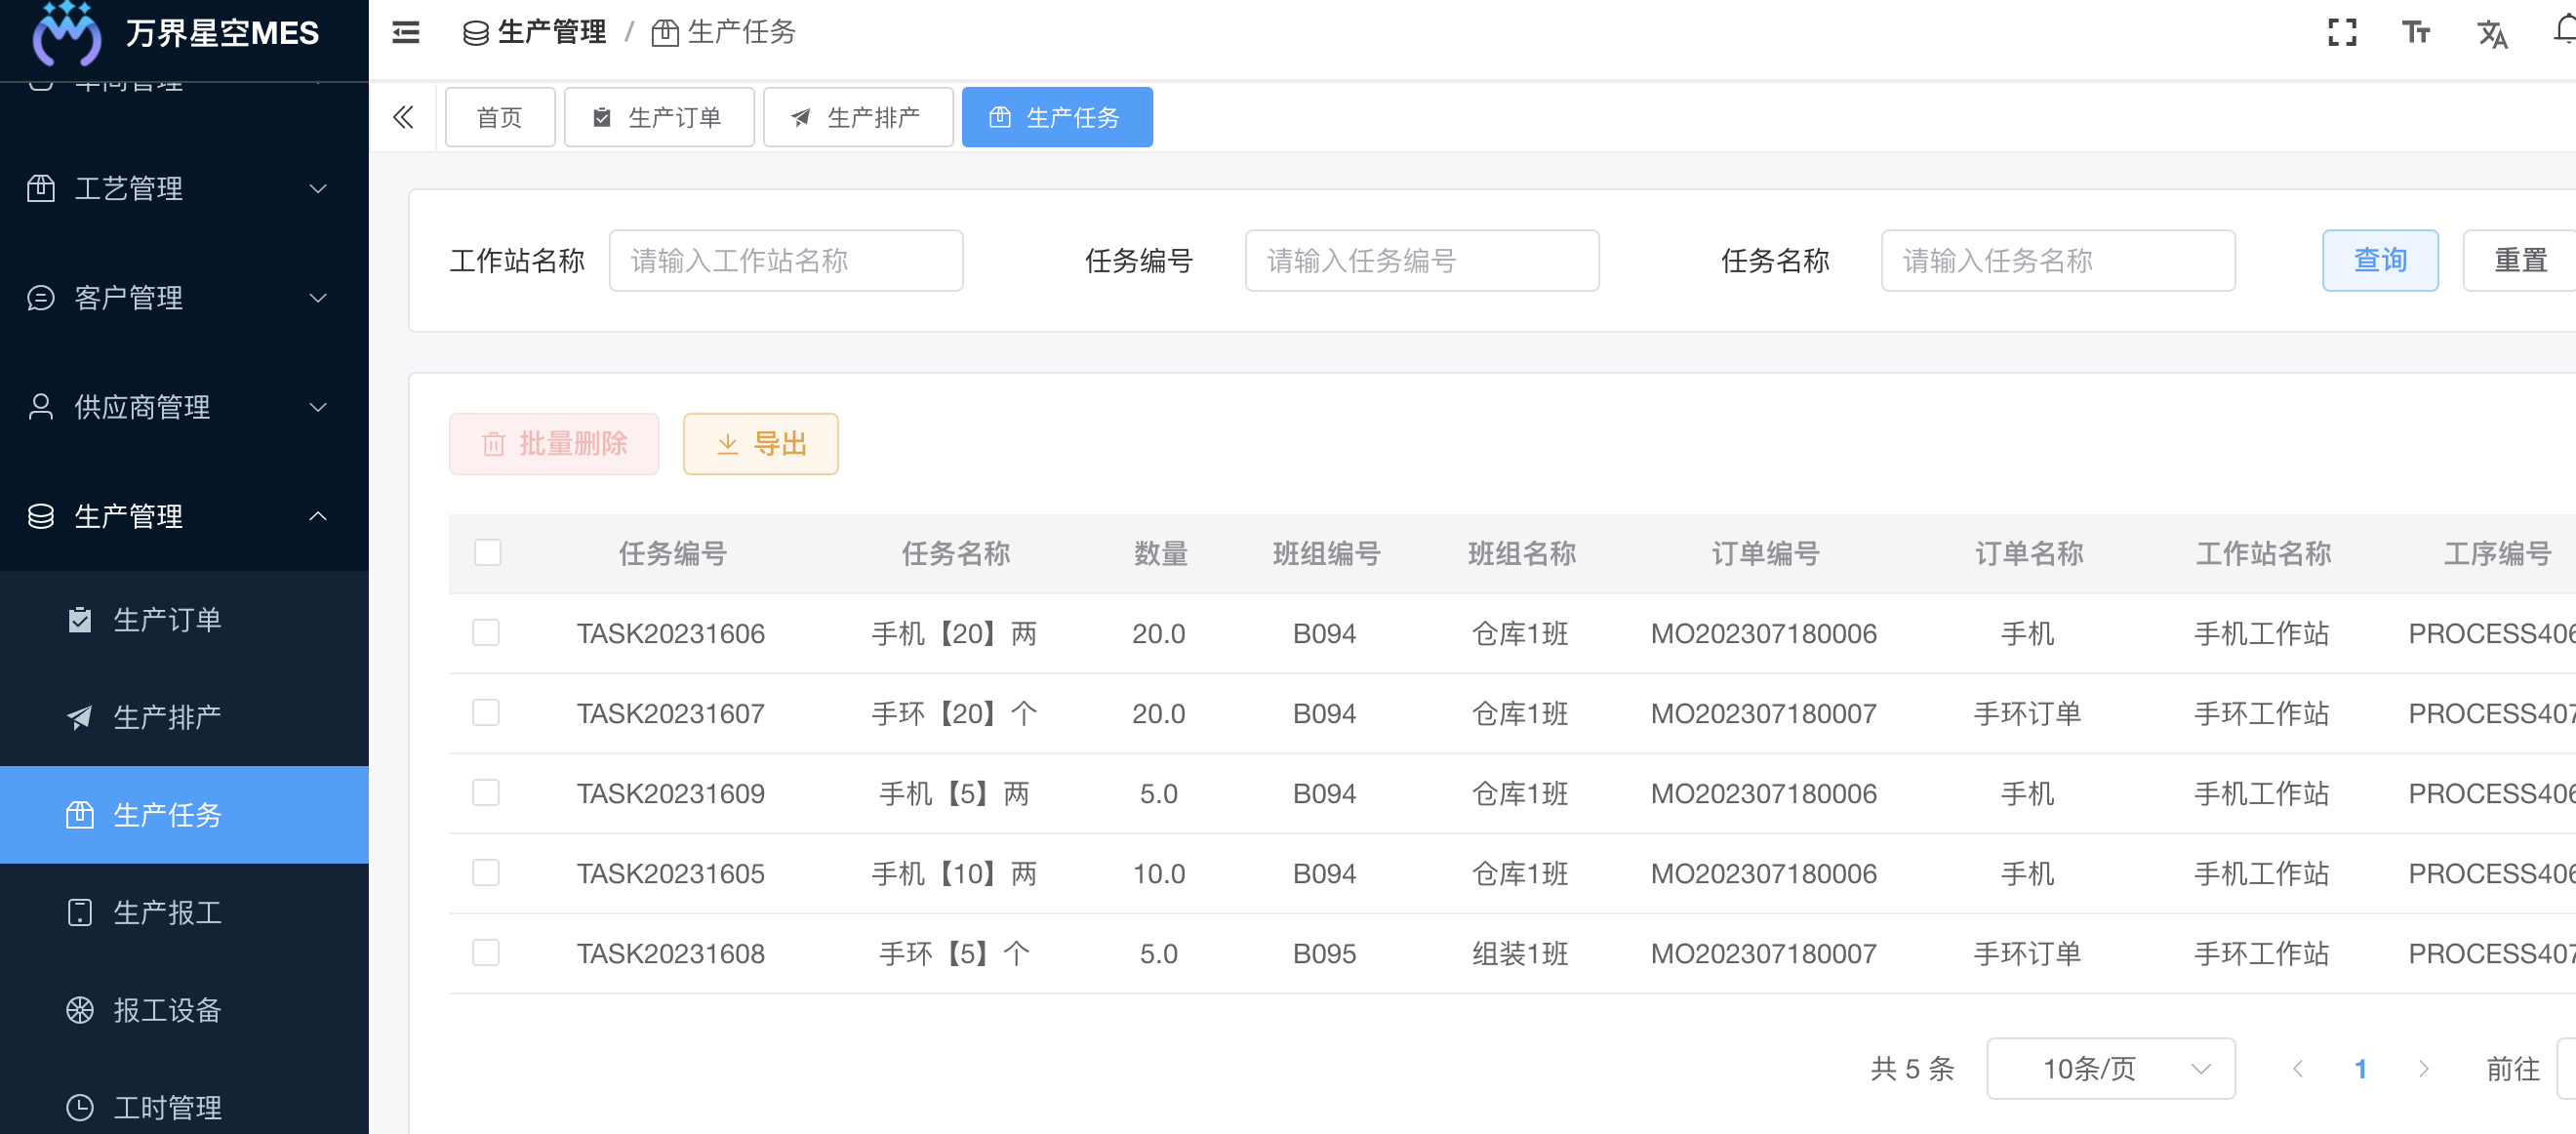 万界星空MES
生产管理 / 生产任务
首页 生产订单 生产排产 生产任务
工艺管理
客户管理
供应商管理
生产管理
生产订单
生产排产
生产任务
生产报工
报工设备
工时管理
工作站名称 请输入工作站名称 任务编号 请输入任务编号 任务名称 请输入任务名称 查询 重置
批量删除 导出
任务编号 任务名称 数量 班组编号 班组名称 订单编号 订单名称 工作站名称 工序编号
TASK20231606 手机【20】两 20.0 B094 仓库1班 MO202307180006 手机 手机工作站 PROCESS406
TASK20231607 手环【20】个 20.0 B094 仓库1班 MO202307180007 手环订单 手环工作站 PROCESS407
TASK20231609 手机【5】两 5.0 B094 仓库1班 MO202307180006 手机 手机工作站 PROCESS406
TASK20231605 手机【10】两 10.0 B094 仓库1班 MO202307180006 手机 手机工作站 PROCESS406
TASK20231608 手环【5】个 5.0 B095 组装1班 MO202307180007 手环订单 手环工作站 PROCESS407
共 5 条 10条/页 1 前往